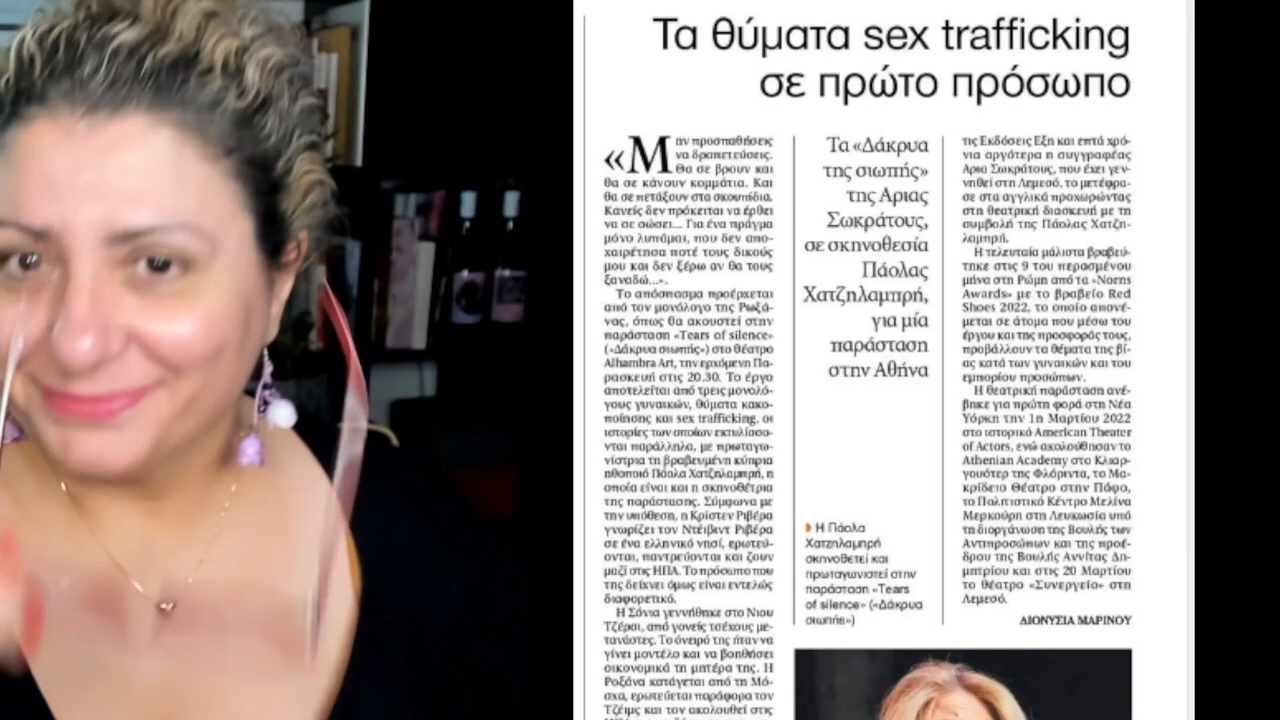 Τα θύματα sex trafficking
σε πρώτο πρόσωπο
«Μην προσπαθήσεις
να δραπετεύσεις.
Θα σε βρουν και
θα σε κάνουν κομμάτια. Και
θα σε πετάξουν στα σκουπίδια.
Κανείς δεν πρόκειται να έρθει
να σε σώσει... Για ένα πράγμα
μόνο λυπάμαι, που δεν απο-
χαιρέτησα ποτέ τους δικούς
μου και δεν ξέρω αν θα τους
ξαναδώ...».
Το απόσπασμα προέρχεται
από τον μονόλογο της Ρωξά-
νας, όπως θα ακουστεί στην
παράσταση «Tears of silence»
(«Δάκρυα σιωπής») στο θέατρο
Alhambra Art, την ερχόμενη Πα-
ρασκευή στις 20.30. Το έργο
αποτελείται από τρεις μονολό-
γους γυναικών, θύματα κακο-
ποίησης και sex trafficking, οι
ιστορίες των οποίων εκτυλίσσο-
νται παράλληλα, με πρωταγω-
νίστρια τη βραβευμένη κύπρια
ηθοποιό Πάολα Χατζηλαμπρή, η
οποία είναι και η σκηνοθέτρια
της παράστασης. Σύμφωνα με
την υπόθεση, η Κρίστεν Ριβέρα
γνωρίζει τον Ντέιβιντ Ριβέρα
σε ένα ελληνικό νησί, ερωτεύ-
ονται, παντρεύονται και ζουν
μαζί στις ΗΠΑ. Το πρόσωπο που
της δείχνει όμως είναι εντελώς
διαφορετικό.
Η Σόνια γεννήθηκε στο Νιου
Τζέρσι, από γονείς τσέχους με-
τανάστες. Το όνειρό της ήταν να
γίνει μοντέλο και να βοηθήσει
οικονομικά τη μητέρα της. Η
Ροξάνα κατάγεται από τη Μό-
σχα, ερωτεύεται παράφορα τον
Τζέιμς και τον ακολουθεί στις
Τα «Δάκρυα
της σιωπής»
της Αριας
Σωκράτους,
σε σκηνοθεσία
Πάολας
Χατζηλαμπρή,
για μία
παράσταση
στην Αθήνα
Η Πάολα
Χατζηλαμπρή
σκηνοθετεί και
πρωταγωνιστεί στην
παράσταση «Tears
of silence» («Δάκρυα
σιωπής»)
τις Εκδόσεις Εξη και επτά χρό-
νια αργότερα η συγγραφέας
Αρια Σωκράτους, που έχει γεν-
νηθεί στη Λεμεσό, το μετέφρα-
σε στα αγγλικά προχωρώντας
στη θεατρική διασκευή με τη
συμβολή της Πάολας Χατζη-
λαμπρή.
Η τελευταία μάλιστα βραβεύ-
τηκε στις 9 του περασμένου
μήνα στη Ρώμη από τα «Norns
Awards» με το βραβείο Red
Shoes 2022, το οποίο απονέ-
μεται σε άτομα που μέσω του
έργου και της προσφοράς τους,
προβάλλουν τα θέματα της βί-
ας κατά των γυναικών και του
εμπορίου προσώπων.
Η θεατρική παράσταση ανέ-
βηκε για πρώτη φορά στη Νέα
Υόρκη την 1η Μαρτίου 2022
στο ιστορικό American Theater
of Actors, ενώ ακολούθησαν το
Athenian Academy στο Κλιαρ-
γουότερ της Φλόριντα, το Μα-
κρίδειο Θέατρο στην Πάφο,
το Πολιτιστικό Κέντρο Μελίνα
Μερκούρη στη Λευκωσία υπό
τη διοργάνωση της Βουλής των
Αντιπροσώπων και της προέ-
δρου της Βουλής Αννίτας Δη-
μητρίου και στις 20 Μαρτίου
το θέατρο «Συνεργείο» στη
Λεμεσό.
ΔΙΟΝΥΣΙΑ ΜΑΡΙΝΟΥ